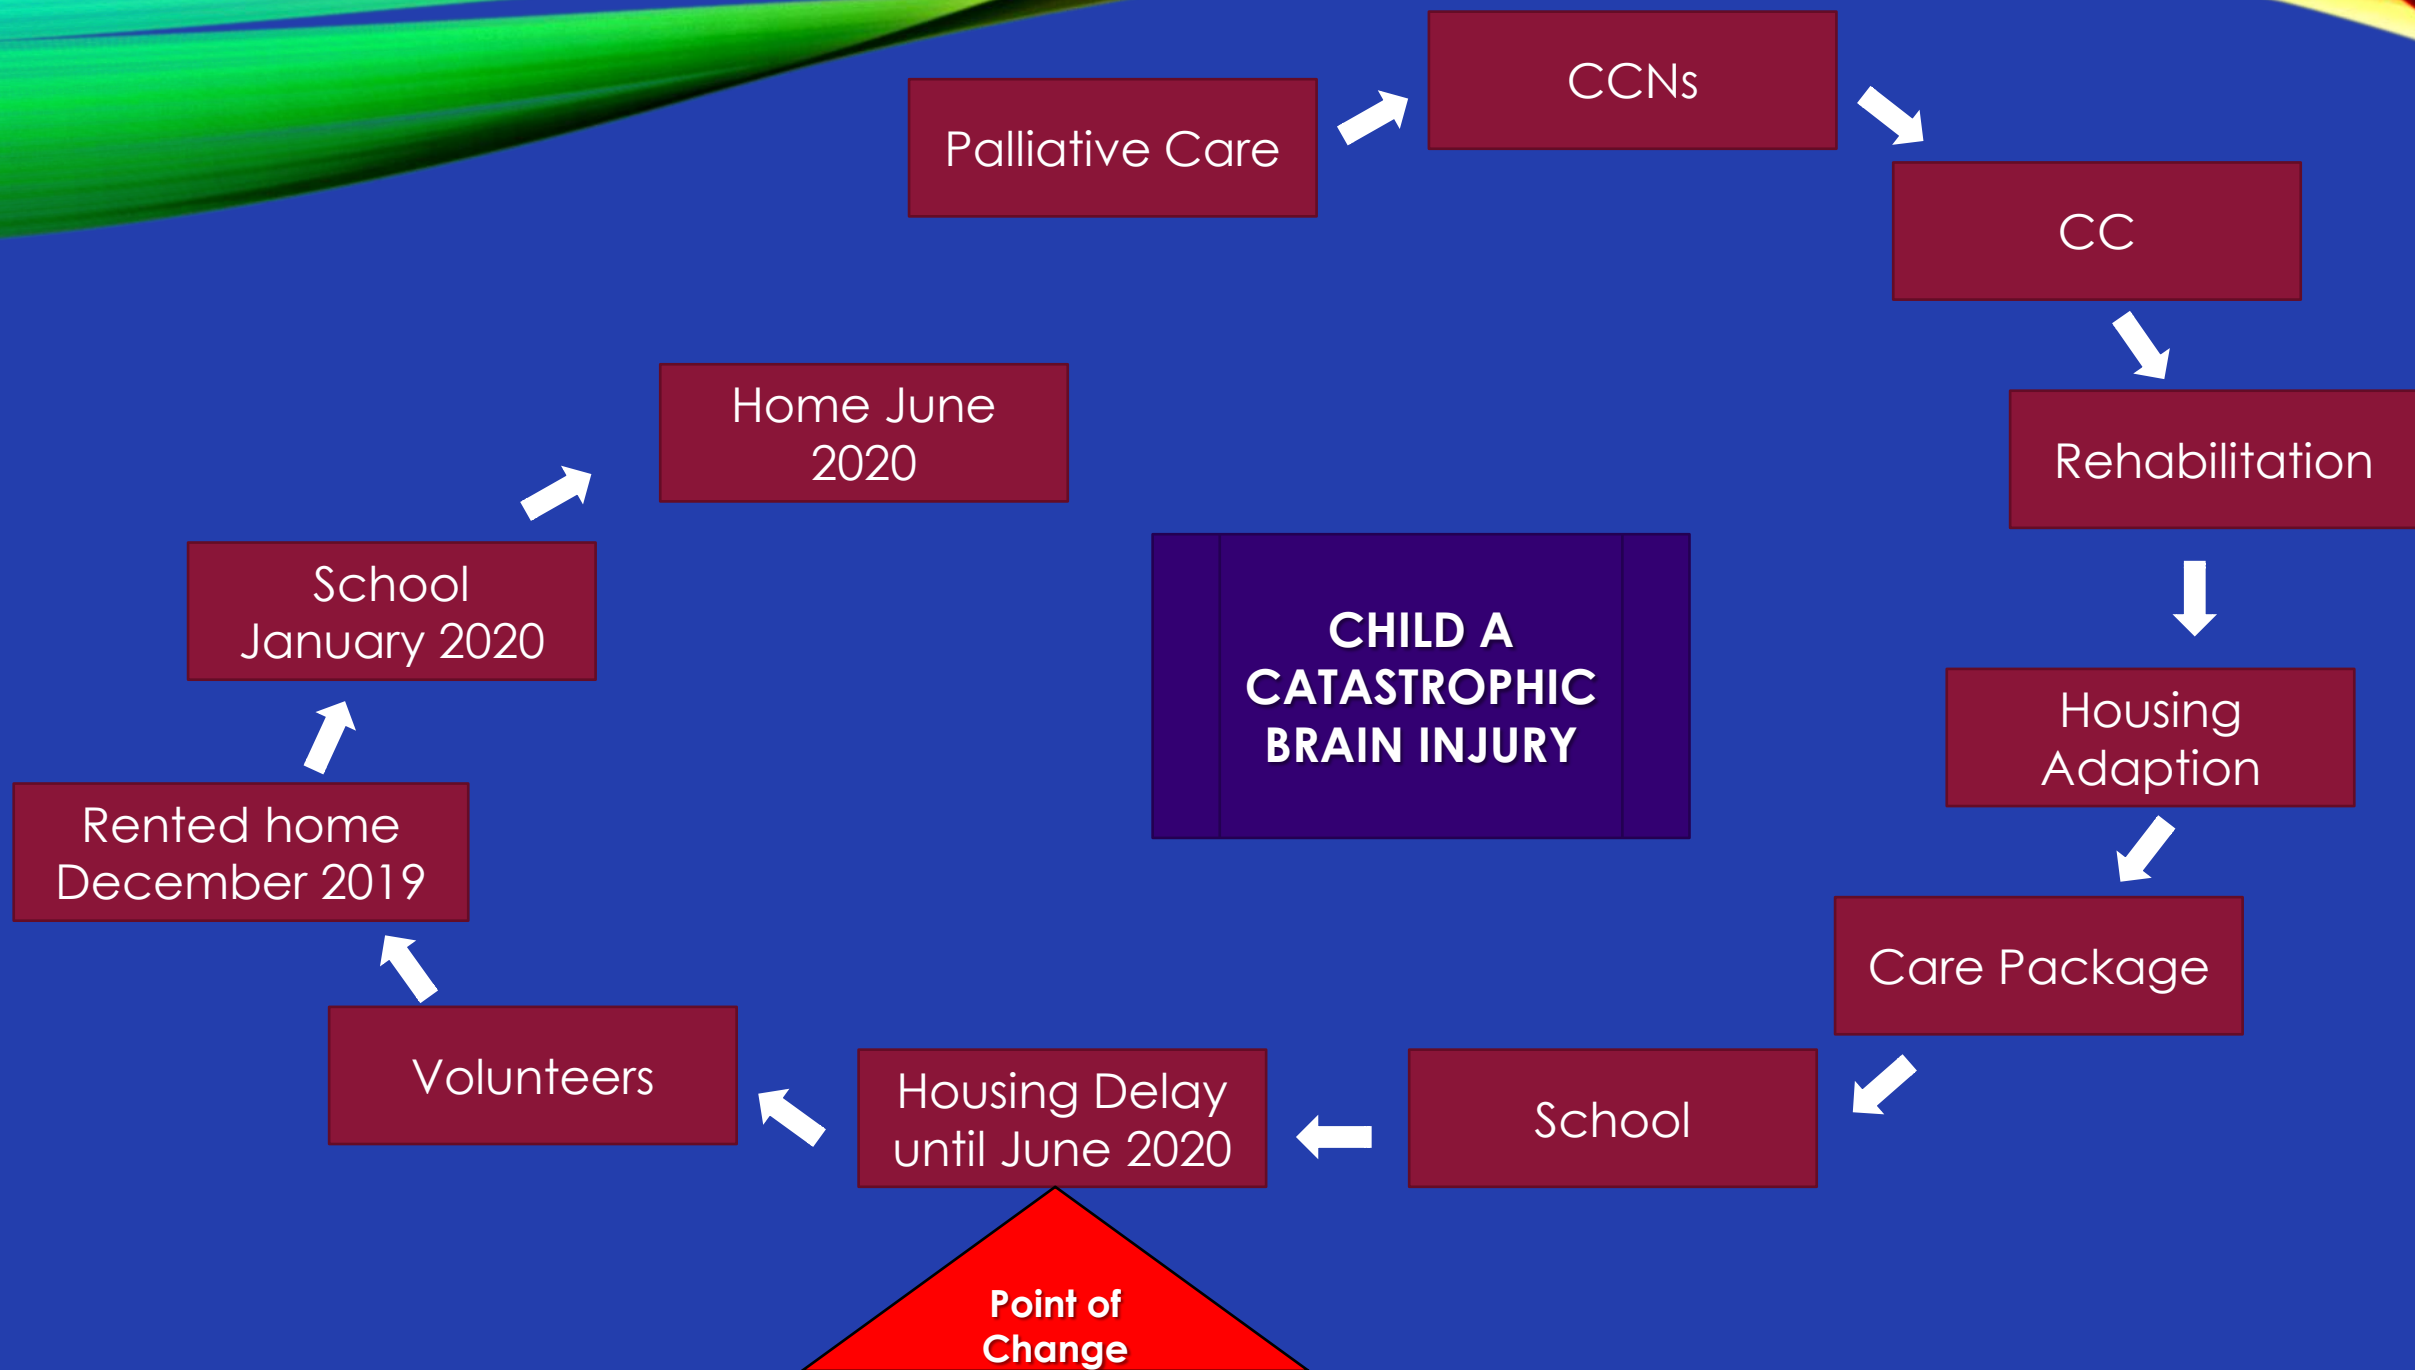 Palliative Care
CCNs
CC
Rehabilitation
Housing
Adaption
Care Package
School
Housing Delay
until June 2020
Point of
Change
Volunteers
Rented home
December 2019
School
January 2020
Home June
2020
CHILD A
CATASTROPHIC
BRAIN INJURY